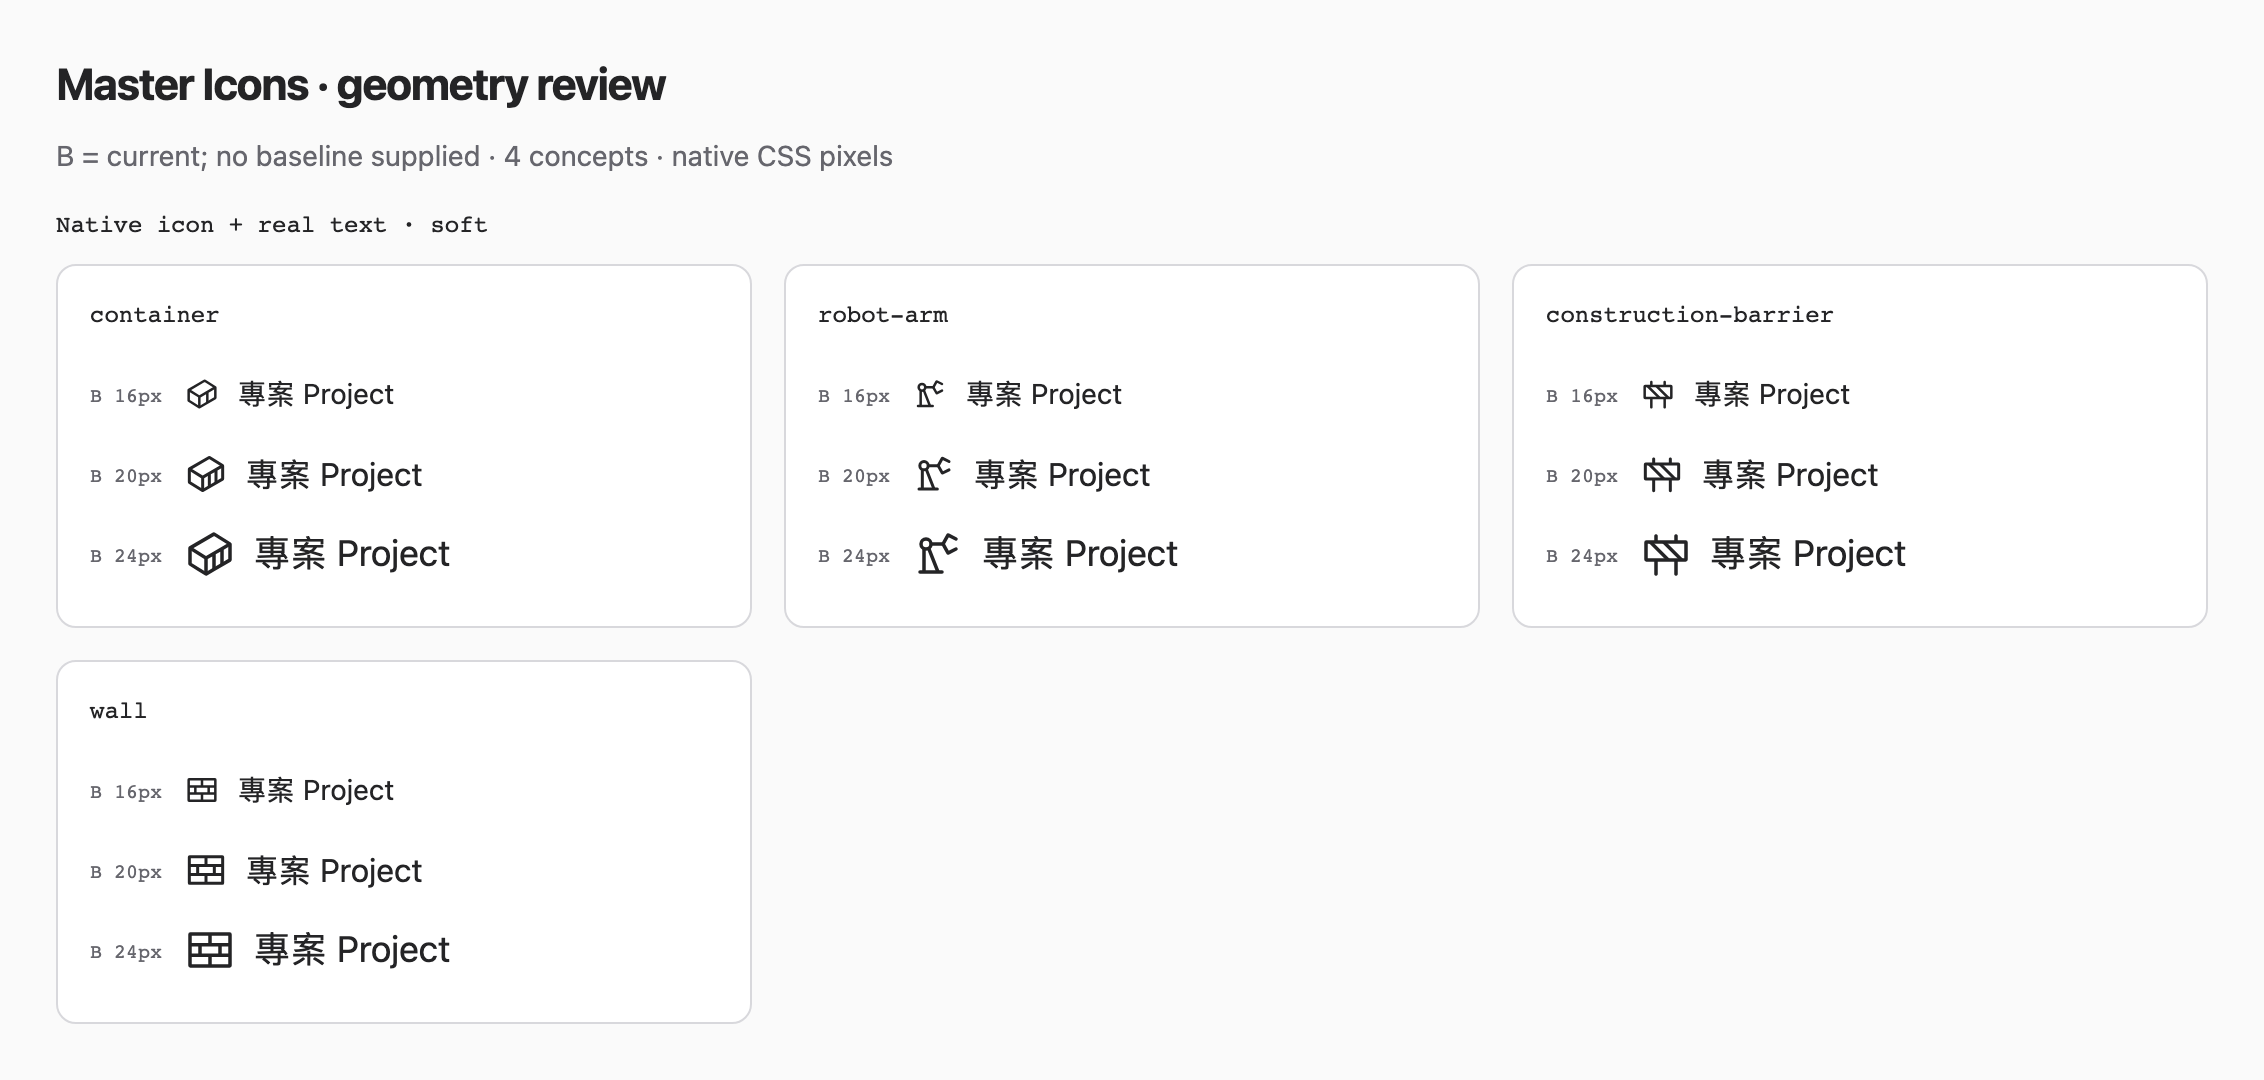 Master Icons · geometry review
B = current; no baseline supplied · 4 concepts · native CSS pixels
Native icon + real text · soft
container
B 16px 專案 Project
B 20px 專案 Project
B 24px 專案 Project
robot-arm
B 16px 專案 Project
B 20px 專案 Project
B 24px 專案 Project
construction-barrier
B 16px 專案 Project
B 20px 專案 Project
B 24px 專案 Project
wall
B 16px 專案 Project
B 20px 專案 Project
B 24px 專案 Project